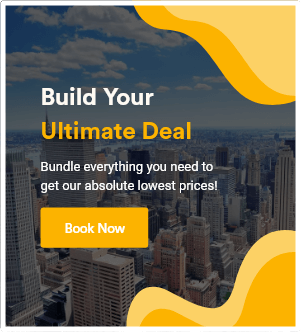 Build Your
Ultimate Deal
Bundle everything you need to
get our absolute lowest prices!
Book Now